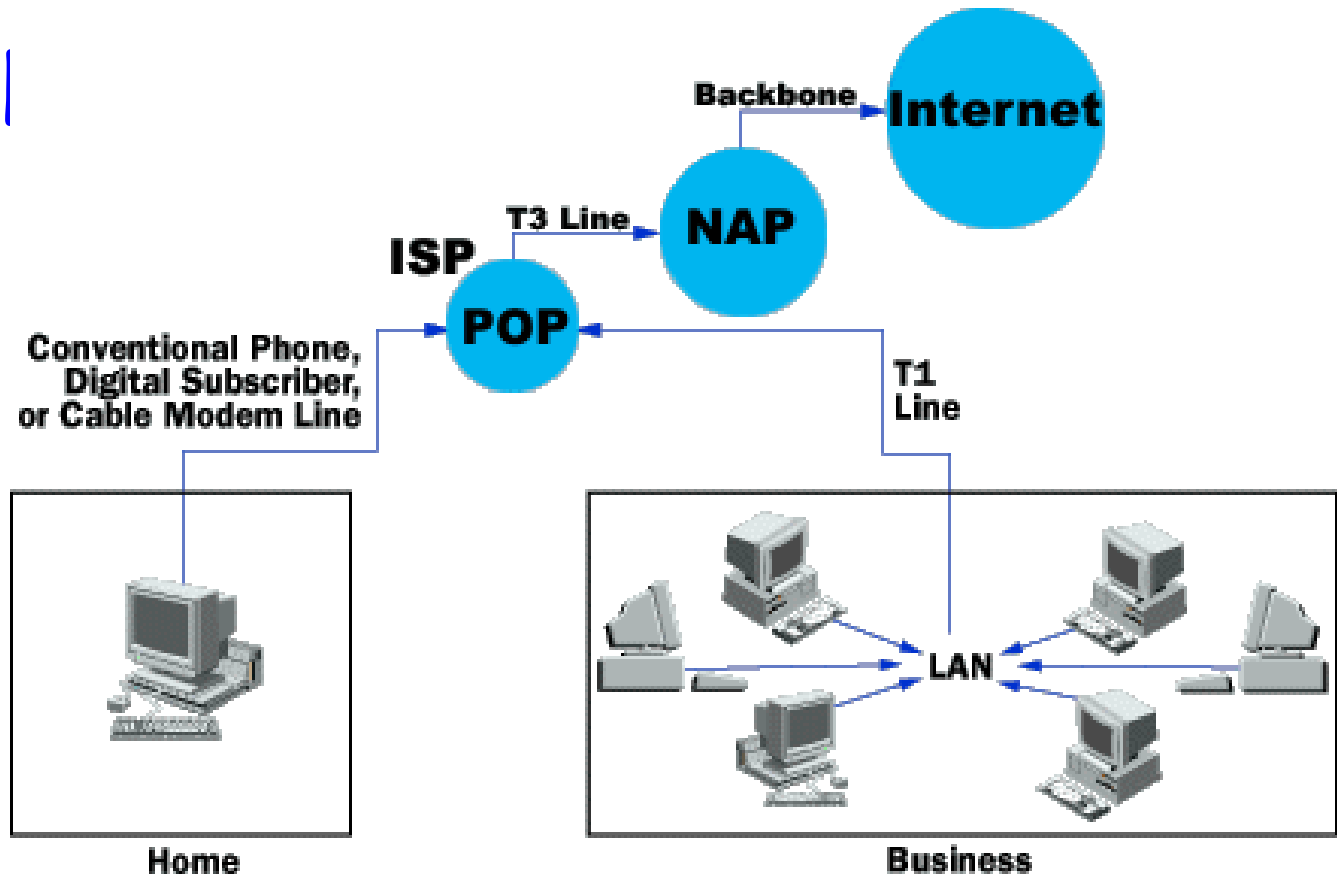 Backbone
Internet
T3 Line
NAP
ISP
POP
Conventional Phone,
Digital Subscriber,
or Cable Modem Line
T1
Line
LAN
Home
Business